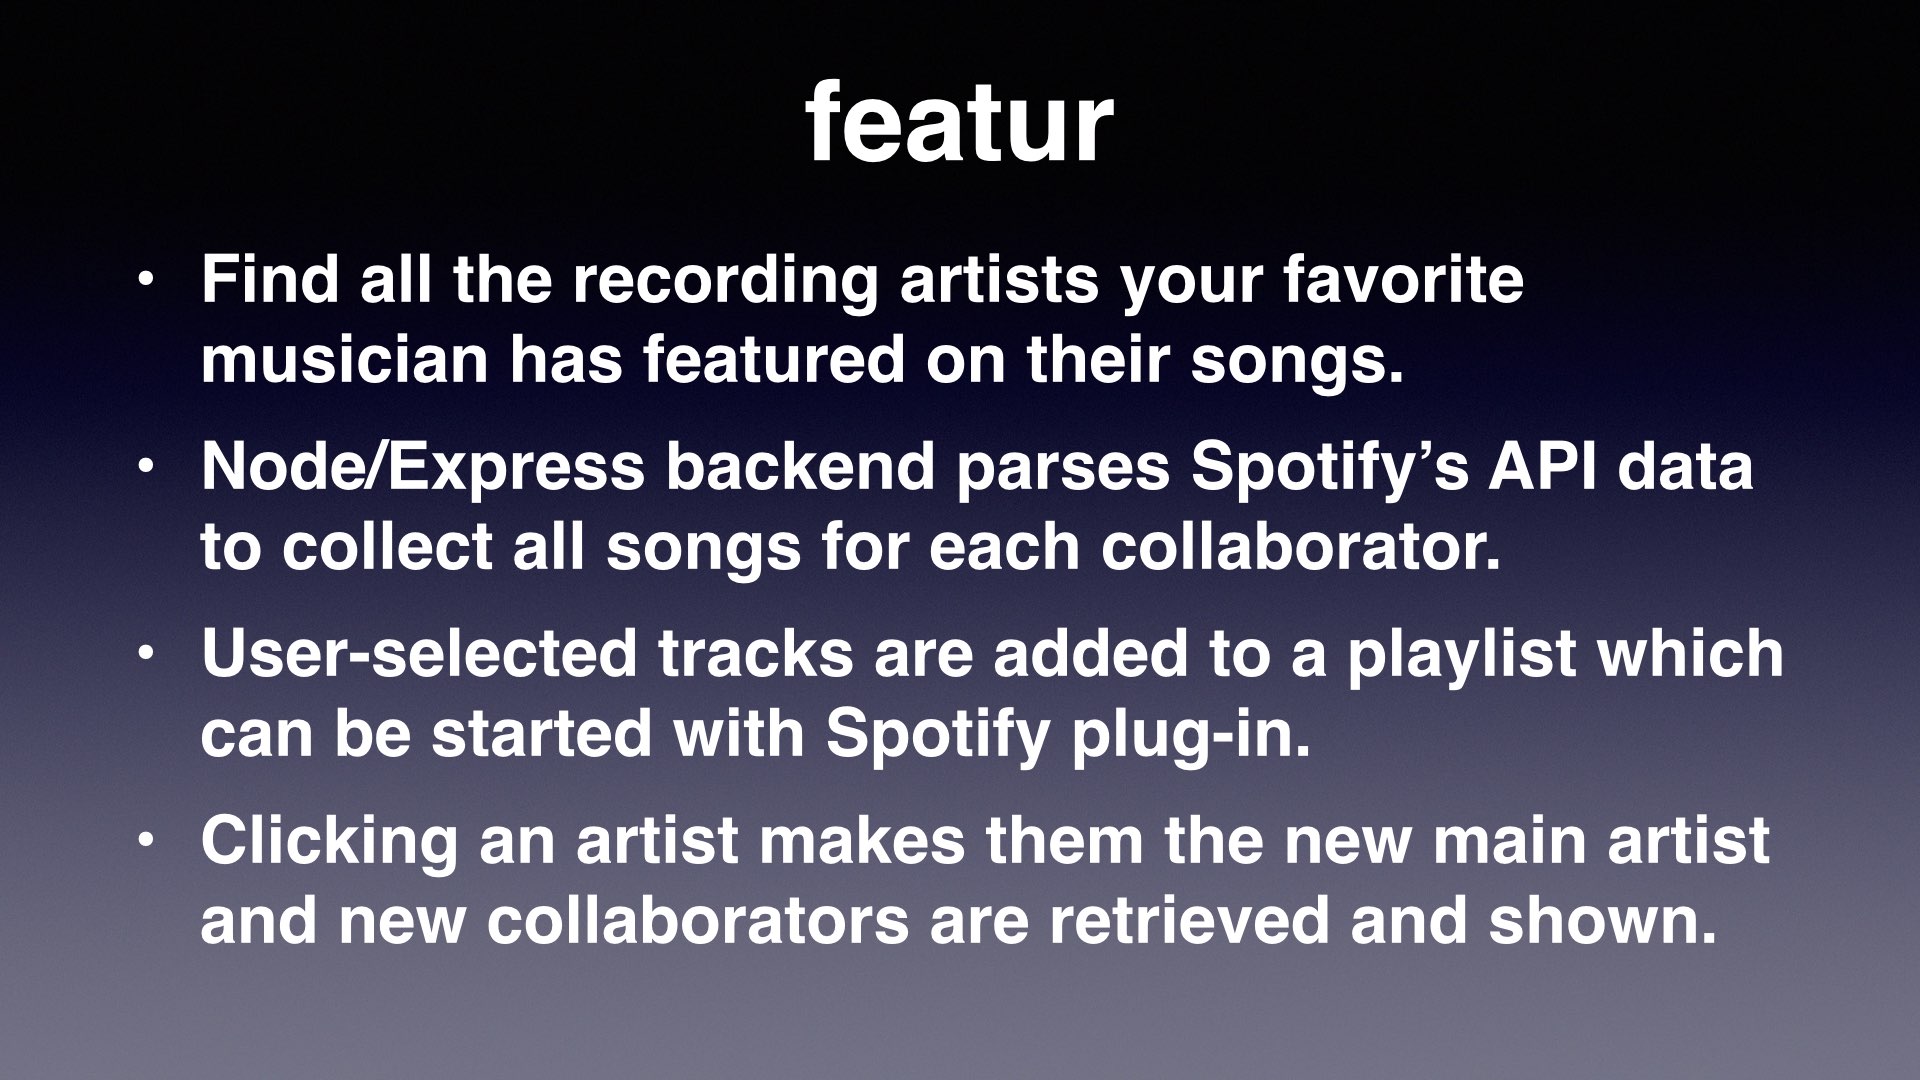 featur
• Find all the recording artists your favorite
musician has featured on their songs.
• Node/Express backend parses Spotify’s API data
to collect all songs for each collaborator.
• User-selected tracks are added to a playlist which
can be started with Spotify plug-in.
• Clicking an artist makes them the new main artist
and new collaborators are retrieved and shown.